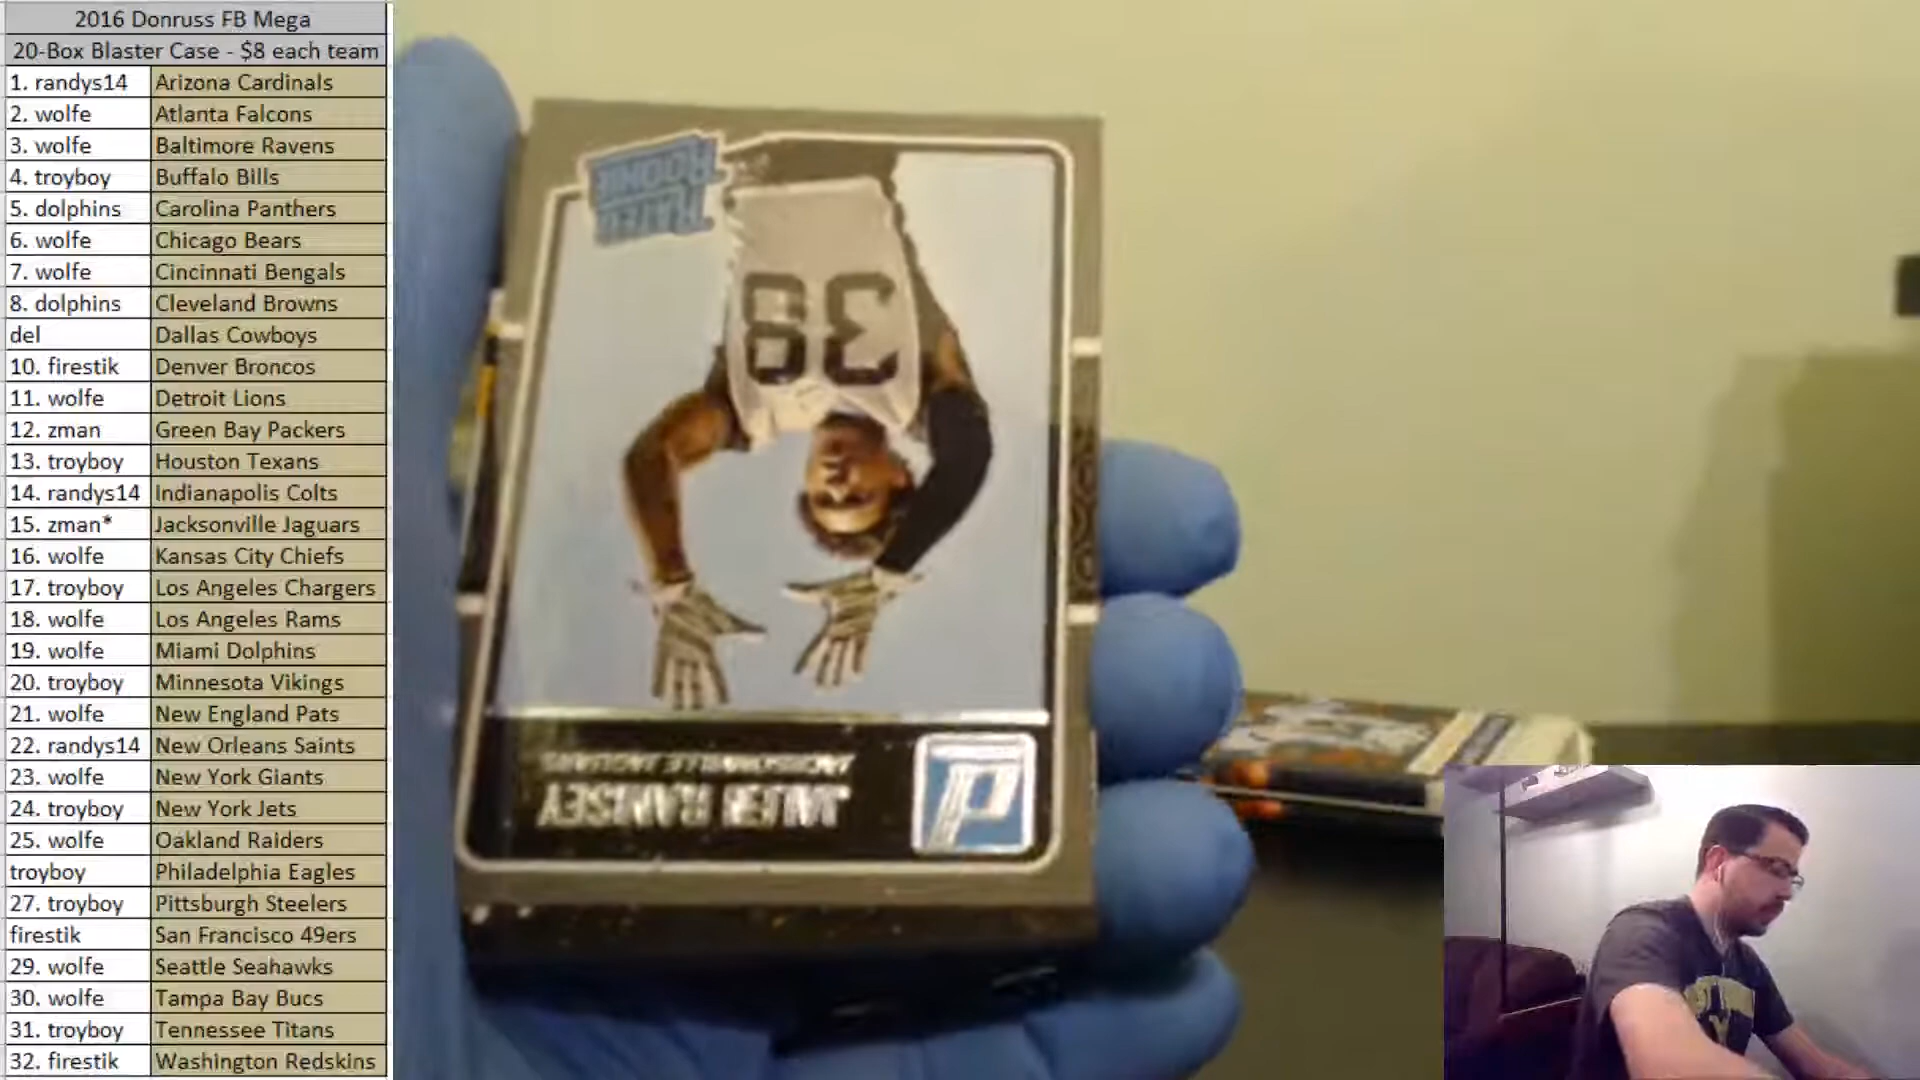 2016 Donruss FB Mega
20-Box Blaster Case - $8 each team
1. randys14 Arizona Cardinals
2. wolfe Atlanta Falcons
3. wolfe Baltimore Ravens
4. troyboy Buffalo Bills
5. dolphins Carolina Panthers
6. wolfe Chicago Bears
7. wolfe Cincinnati Bengals
8. dolphins Cleveland Browns
del Dallas Cowboys
10. firestik Denver Broncos
11. wolfe Detroit Lions
12. zman Green Bay Packers
13. troyboy Houston Texans
14. randys14 Indianapolis Colts
15. zman* Jacksonville Jaguars
16. wolfe Kansas City Chiefs
17. troyboy Los Angeles Chargers
18. wolfe Los Angeles Rams
19. wolfe Miami Dolphins
20. troyboy Minnesota Vikings
21. wolfe New England Pats
22. randys14 New Orleans Saints
23. wolfe New York Giants
24. troyboy New York Jets
25. wolfe Oakland Raiders
troyboy Philadelphia Eagles
27. troyboy Pittsburgh Steelers
firestik San Francisco 49ers
29. wolfe Seattle Seahawks
30. wolfe Tampa Bay Bucs
31. troyboy Tennessee Titans
32. firestik Washington Redskins
RATED
ROOKIE
38
JALEN RAMSEY
JACKSONVILLE JAGUARS
P